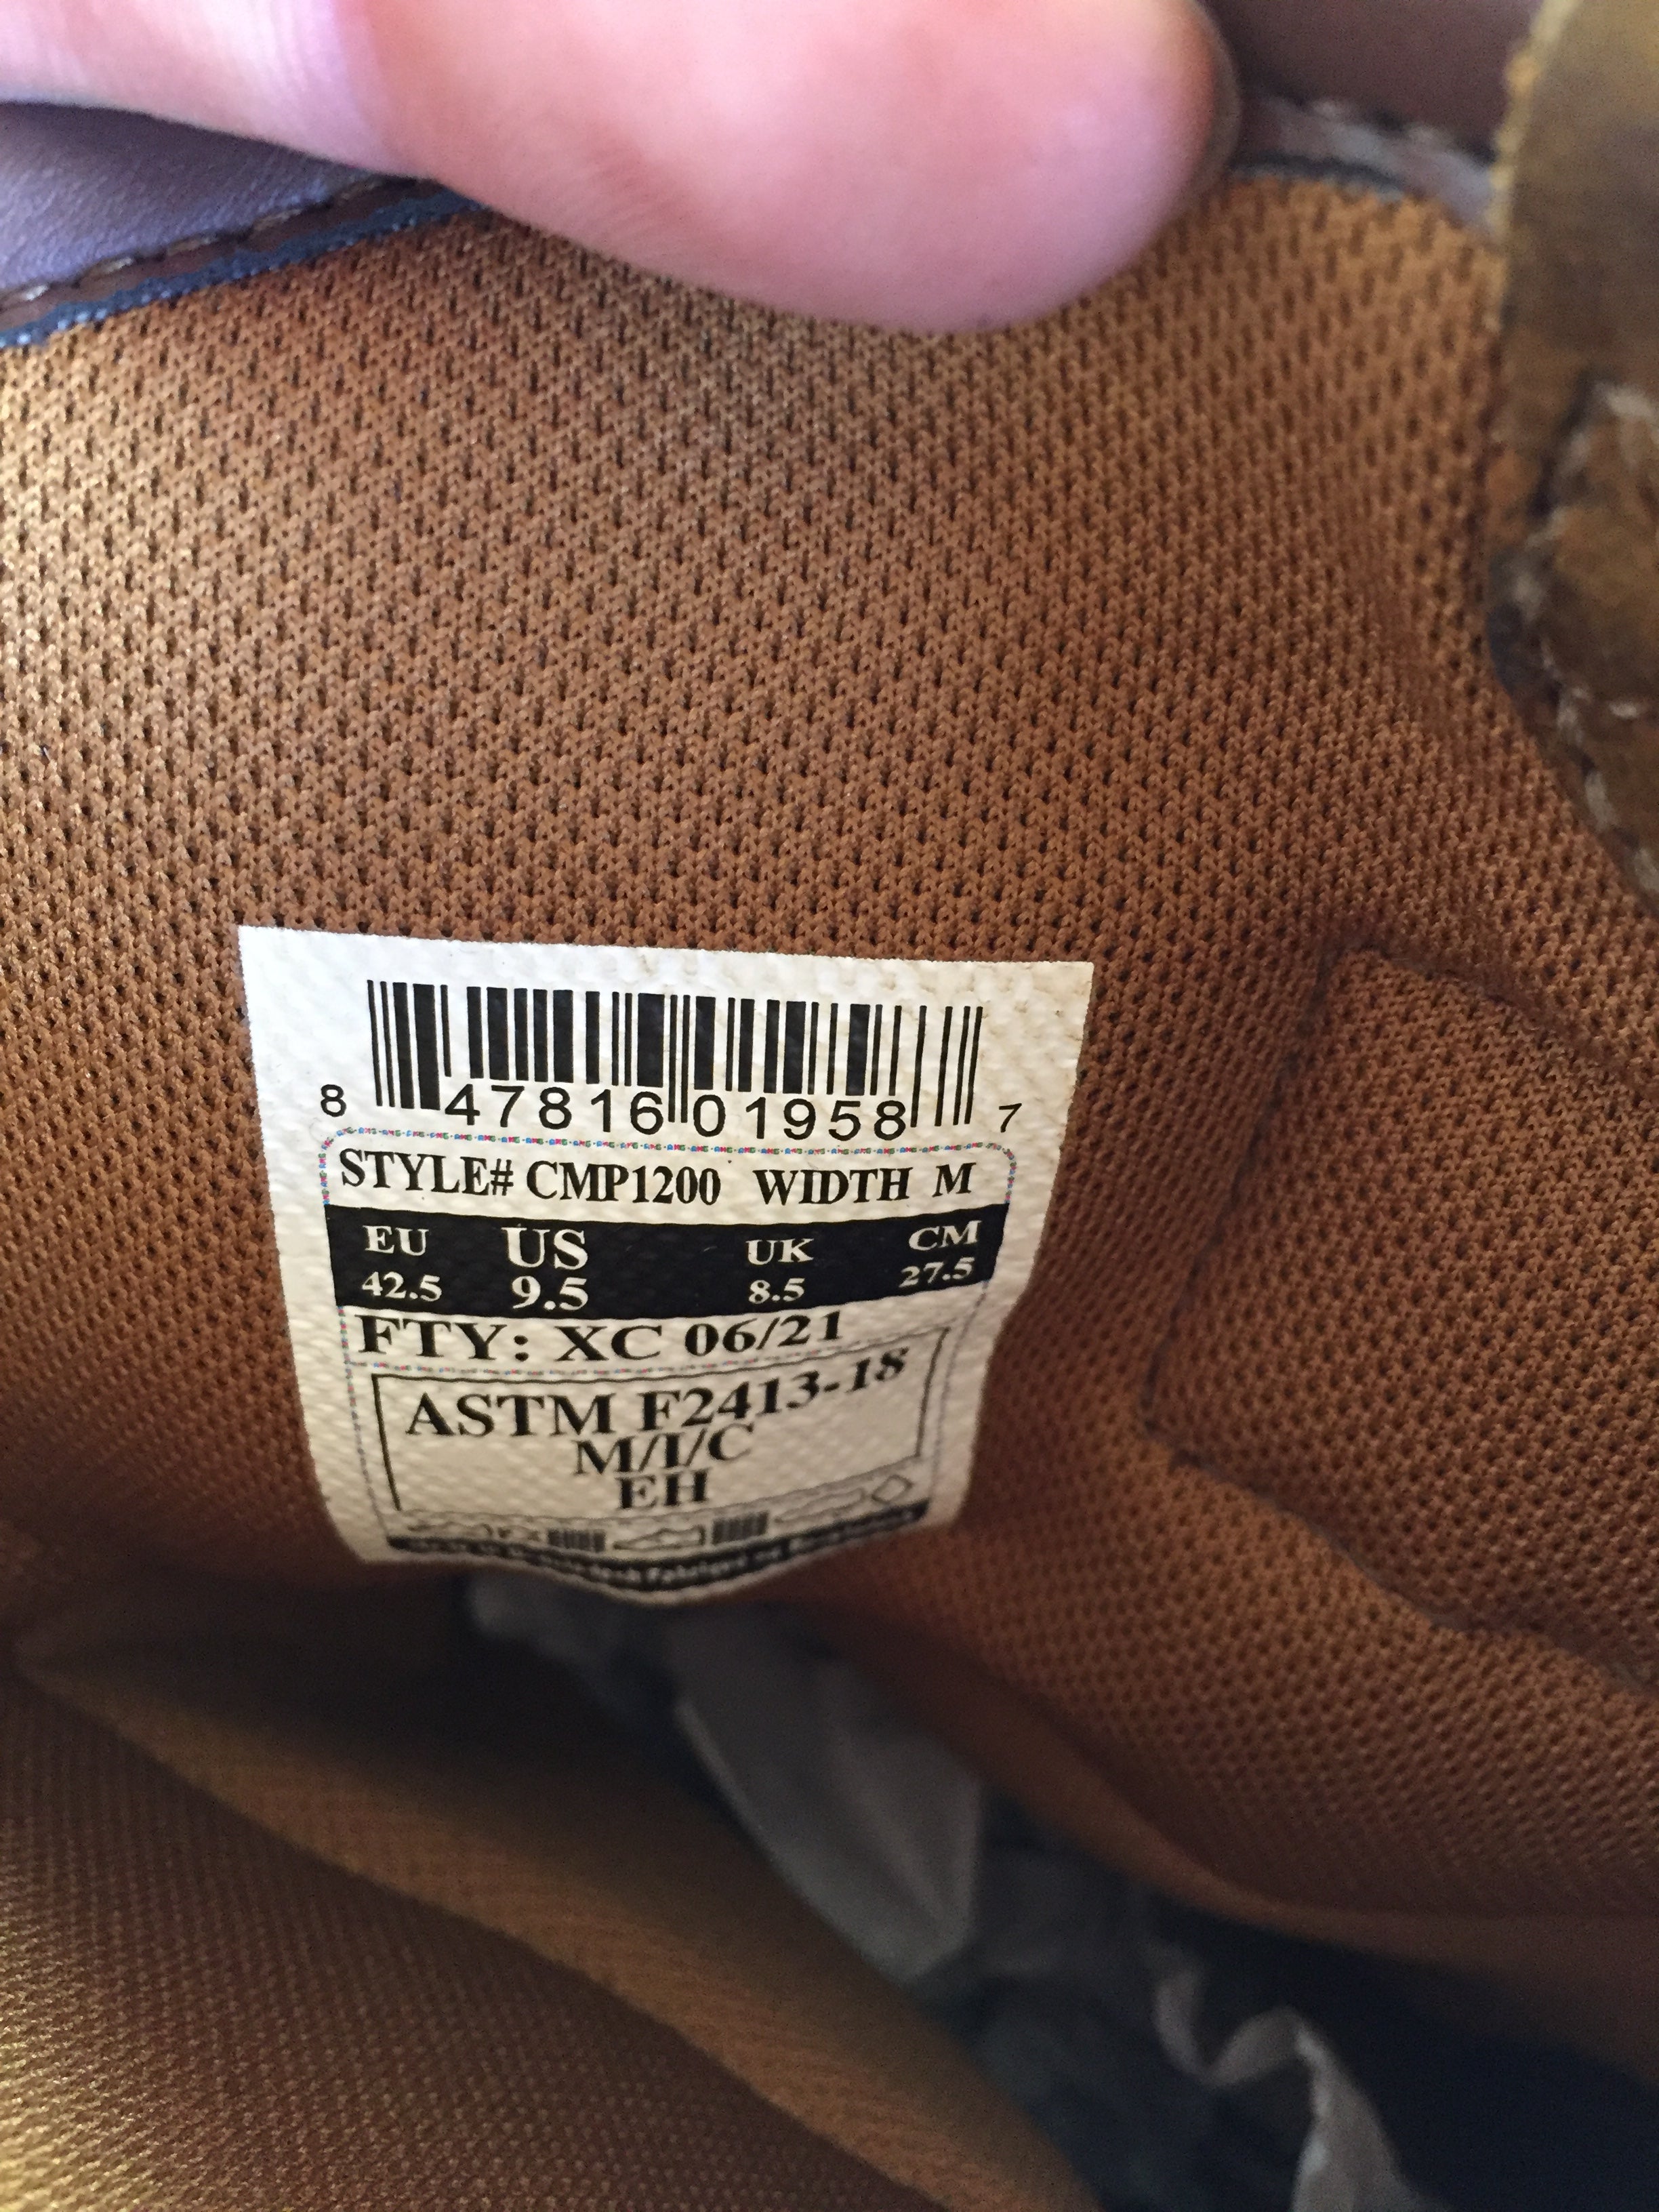 8 47816 01958 7
STYLE# CMP1200 WIDTH M
EU US UK CM
42.5 9.5 8.5 27.5
FTY: XC 06/21
ASTM F2413-18
M/I/C
EH